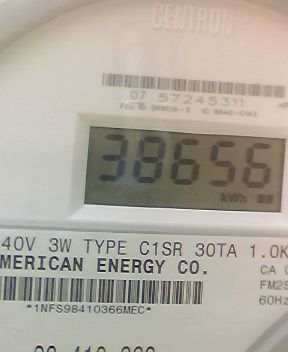 CENTRON
07 57245311
38656
kWh
40V 3W TYPE C1SR 30TA 1.0K
MERICAN ENERGY CO.
CA
FM2S
60Hz
*1NFS98410366MEC*